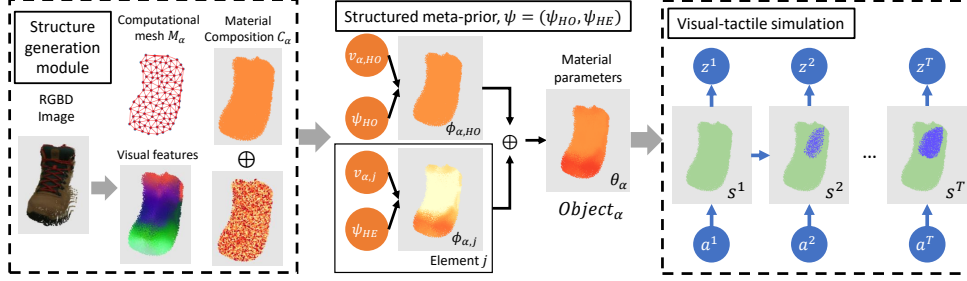 Structure
generation
module
Computational
mesh M_α
Material
Composition C_α
RGBD
Image
Visual features
⊕
Structured meta-prior, ψ = (ψ_HO, ψ_HE)
v_α,HO
ψ_HO
ϕ_α,HO
v_α,j
ψ_HE
ϕ_α,j
Element j
⊕
Material
parameters
θ_α
Object_α
Visual-tactile simulation
z^1
z^2
z^T
s^1
s^2
...
s^T
a^1
a^2
a^T